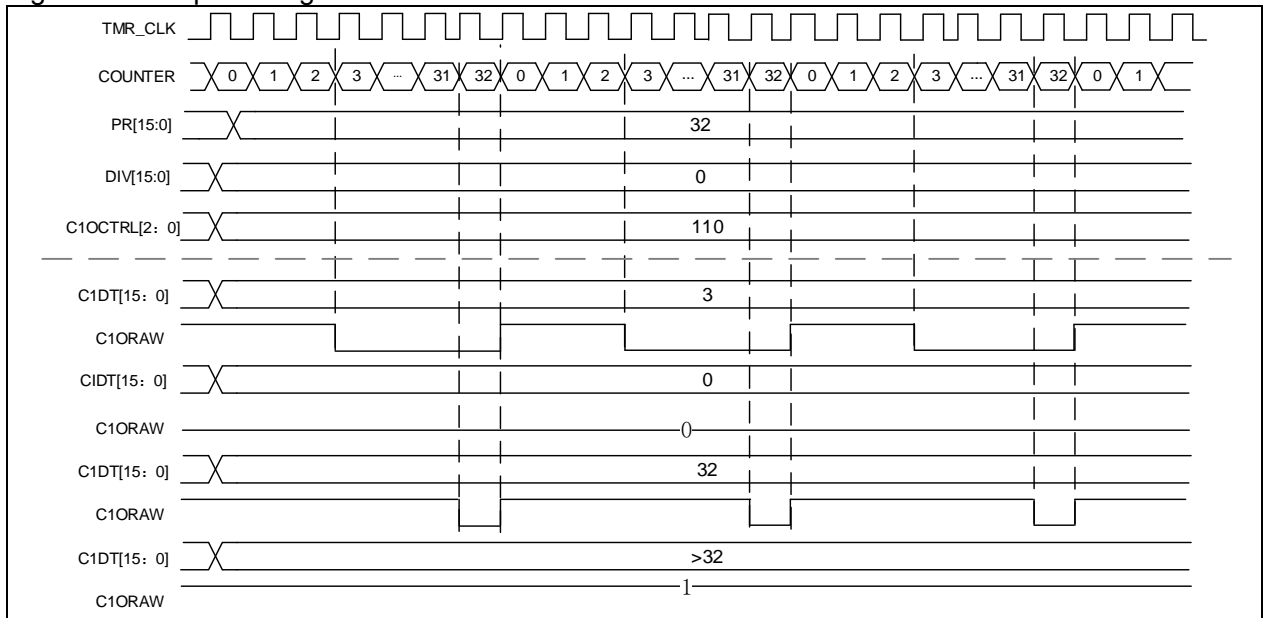 TMR_CLK
COUNTER 0 1 2 3 ... 31 32 0 1 2 3 ... 31 32 0 1 2 3 ... 31 32 0 1
PR[15:0] 32
DIV[15:0] 0
C1OCTRL[2：0] 110
C1DT[15：0] 3
C1ORAW
CIDT[15：0] 0
C1ORAW 0
C1DT[15：0] 32
C1ORAW
C1DT[15：0] >32
C1ORAW 1